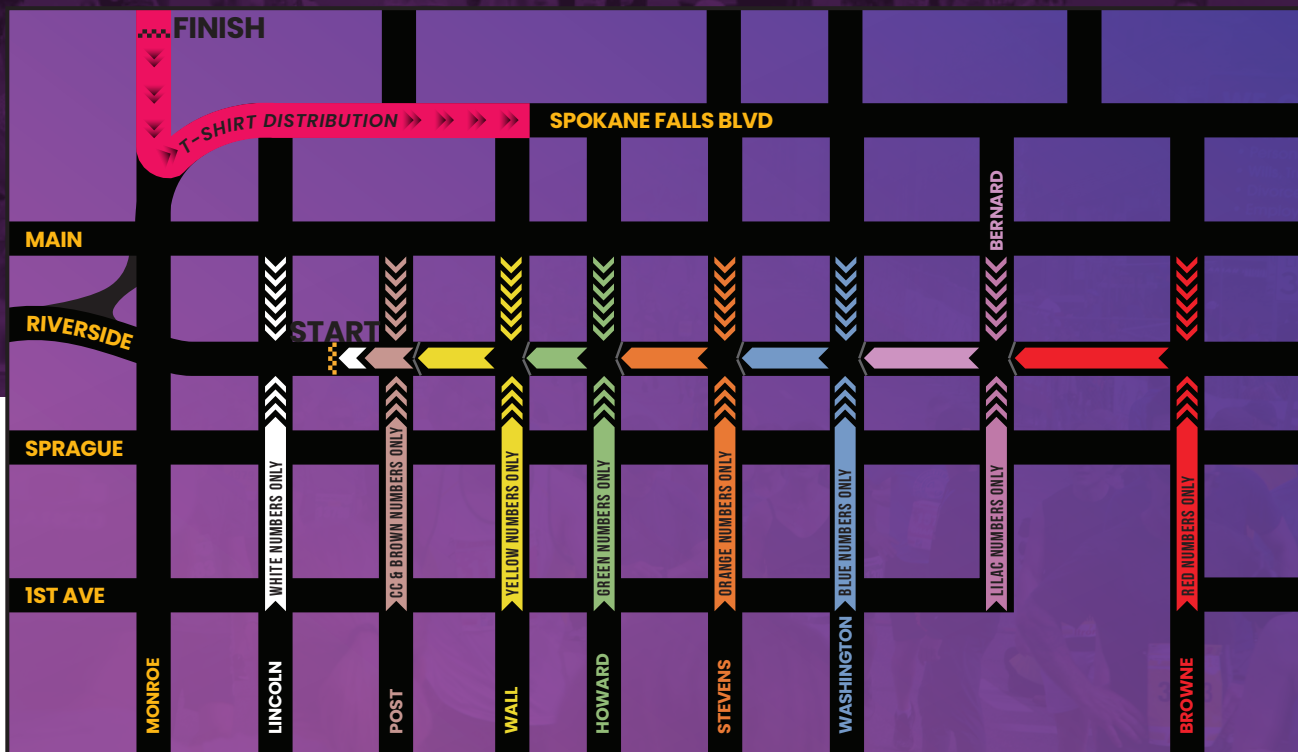 FINISH
T-SHIRT DISTRIBUTION
SPOKANE FALLS BLVD
BERNARD
MAIN
RIVERSIDE
START
SPRAGUE
WHITE NUMBERS ONLY
CC & BROWN NUMBERS ONLY
YELLOW NUMBERS ONLY
GREEN NUMBERS ONLY
ORANGE NUMBERS ONLY
BLUE NUMBERS ONLY
LILAC NUMBERS ONLY
RED NUMBERS ONLY
1ST AVE
MONROE
LINCOLN
POST
WALL
HOWARD
STEVENS
WASHINGTON
BROWNE